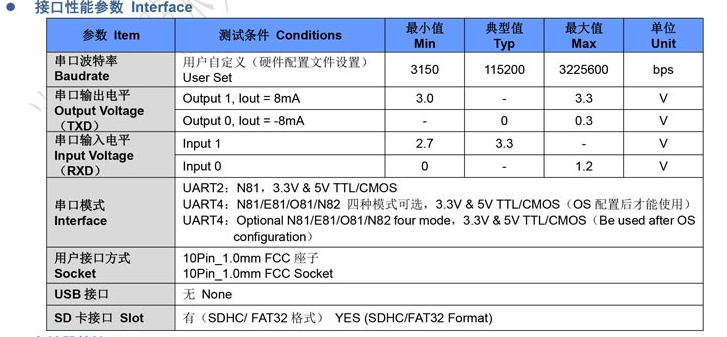 ● 接口性能参数 Interface
参数 Item 测试条件 Conditions 最小值 Min 典型值 Typ 最大值 Max 单位 Unit
串口波特率 Baudrate 用户自定义（硬件配置文件设置） User Set 3150 115200 3225600 bps
串口输出电平 Output Voltage （TXD） Output 1, Iout = 8mA 3.0 - 3.3 V
Output 0, Iout = -8mA - 0 0.3 V
串口输入电平 Input Voltage （RXD） Input 1 2.7 3.3 - V
Input 0 0 - 1.2 V
串口模式 Interface
UART2：N81，3.3V & 5V TTL/CMOS
UART4：N81/E81/O81/N82 四种模式可选，3.3V & 5V TTL/CMOS（OS 配置后才能使用）
UART4：Optional N81/E81/O81/N82 four mode，3.3V & 5V TTL/CMOS（Be used after OS
configuration）
用户接口方式 Socket
10Pin_1.0mm FCC 座子
10Pin_1.0mm FCC Socket
USB 接口 无 None
SD 卡接口 Slot 有（SDHC/ FAT32 格式） YES (SDHC/FAT32 Format)